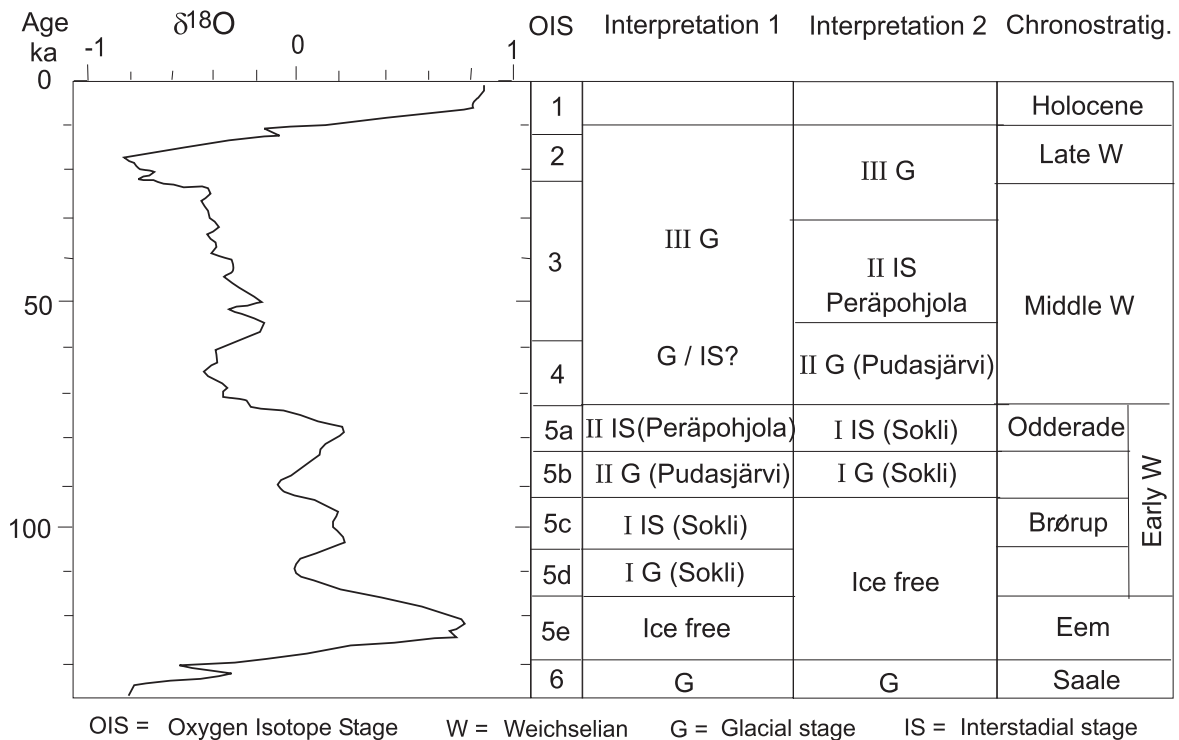 Age
ka
δ18O
OIS
Interpretation 1
Interpretation 2
Chronostratig.
-1
0
1
0
50
100
1
2
3
4
5a
5b
5c
5d
5e
6
III G
G / IS?
II IS(Peräpohjola)
II G (Pudasjärvi)
I IS (Sokli)
I G (Sokli)
Ice free
G
III G
II IS
Peräpohjola
II G (Pudasjärvi)
I IS (Sokli)
I G (Sokli)
Ice free
G
Holocene
Late W
Middle W
Odderade
Brørup
Early W
Eem
Saale
OIS = Oxygen Isotope Stage W = Weichselian G = Glacial stage IS = Interstadial stage